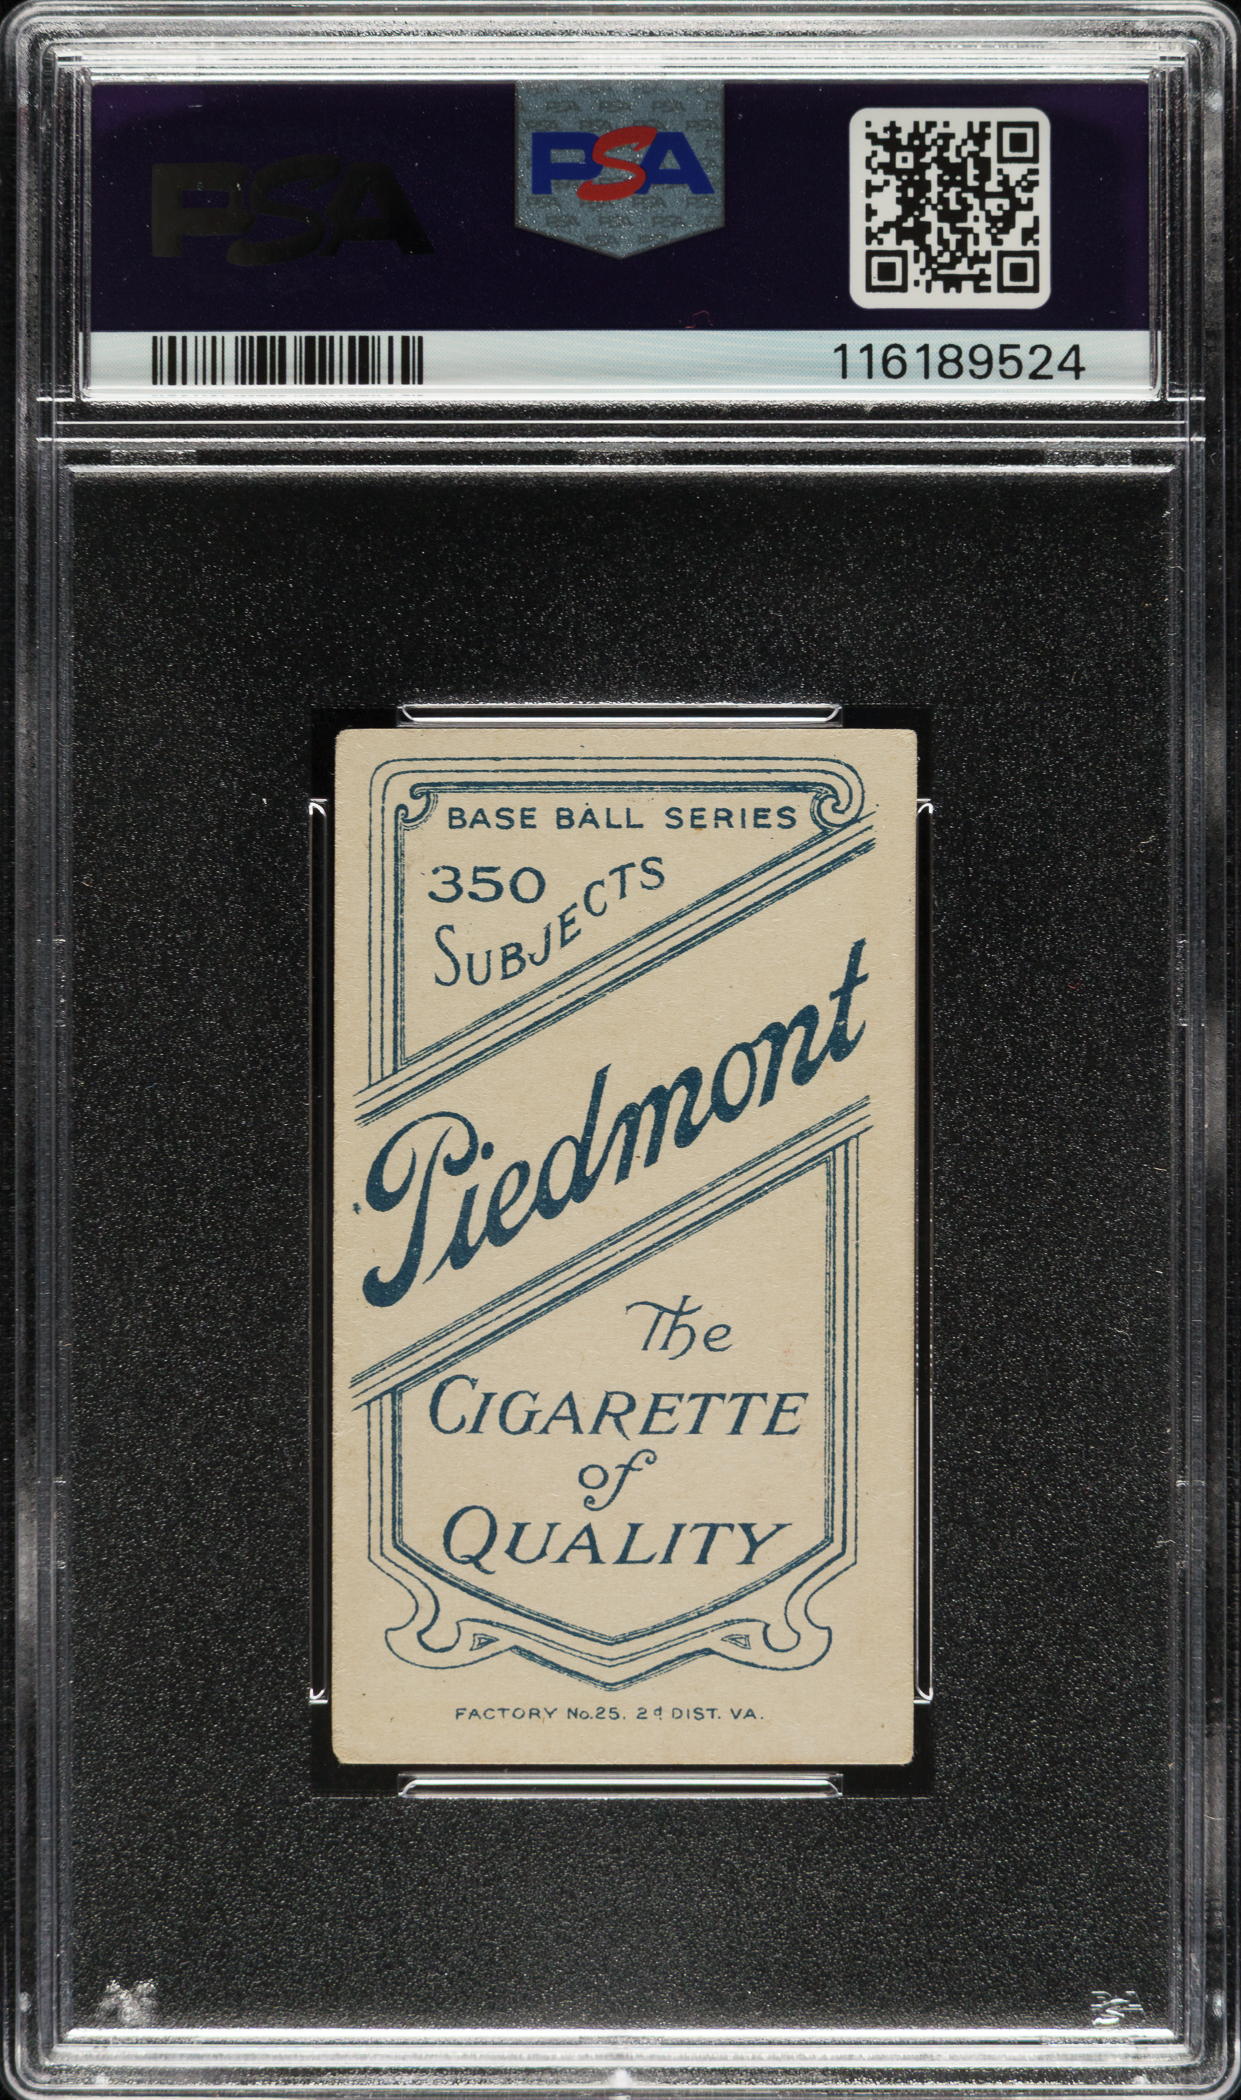 PSA
PSA
116189524
BASE BALL SERIES
350
SUBJECTS
Piedmont
The
CIGARETTE
of
QUALITY
FACTORY No. 25. 2d DIST. VA.
PSA